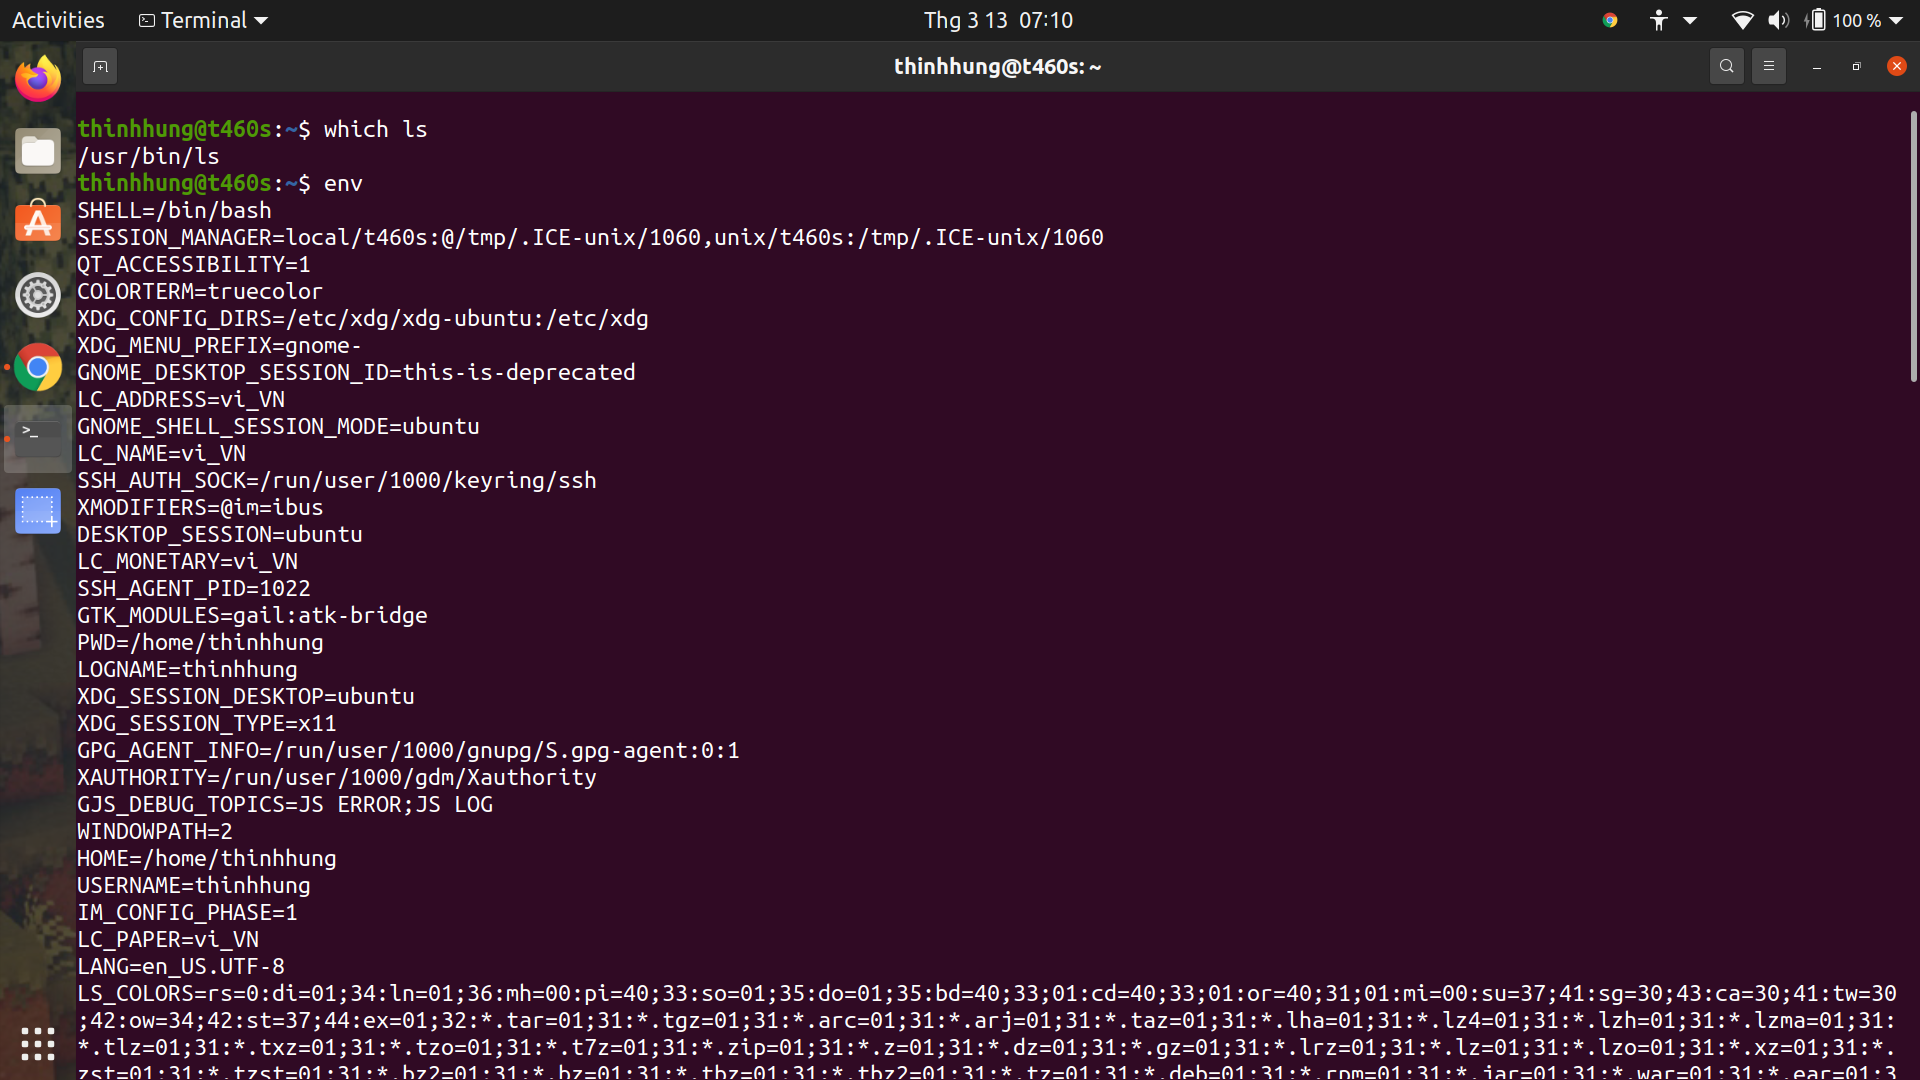 Activities
Terminal
Thg 3 13 07:10
100 %
thinhhung@t460s: ~
thinhhung@t460s:~$ which ls
/usr/bin/ls
thinhhung@t460s:~$ env
SHELL=/bin/bash
SESSION_MANAGER=local/t460s:@/tmp/.ICE-unix/1060,unix/t460s:/tmp/.ICE-unix/1060
QT_ACCESSIBILITY=1
COLORTERM=truecolor
XDG_CONFIG_DIRS=/etc/xdg/xdg-ubuntu:/etc/xdg
XDG_MENU_PREFIX=gnome-
GNOME_DESKTOP_SESSION_ID=this-is-deprecated
LC_ADDRESS=vi_VN
GNOME_SHELL_SESSION_MODE=ubuntu
LC_NAME=vi_VN
SSH_AUTH_SOCK=/run/user/1000/keyring/ssh
XMODIFIERS=@im=ibus
DESKTOP_SESSION=ubuntu
LC_MONETARY=vi_VN
SSH_AGENT_PID=1022
GTK_MODULES=gail:atk-bridge
PWD=/home/thinhhung
LOGNAME=thinhhung
XDG_SESSION_DESKTOP=ubuntu
XDG_SESSION_TYPE=x11
GPG_AGENT_INFO=/run/user/1000/gnupg/S.gpg-agent:0:1
XAUTHORITY=/run/user/1000/gdm/Xauthority
GJS_DEBUG_TOPICS=JS ERROR;JS LOG
WINDOWPATH=2
HOME=/home/thinhhung
USERNAME=thinhhung
IM_CONFIG_PHASE=1
LC_PAPER=vi_VN
LANG=en_US.UTF-8
LS_COLORS=rs=0:di=01;34:ln=01;36:mh=00:pi=40;33:so=01;35:do=01;35:bd=40;33;01:cd=40;33;01:or=40;31;01:mi=00:su=37;41:sg=30;43:ca=30;41:tw=30
;42:ow=34;42:st=37;44:ex=01;32:*.tar=01;31:*.tgz=01;31:*.arc=01;31:*.arj=01;31:*.taz=01;31:*.lha=01;31:*.lz4=01;31:*.lzh=01;31:*.lzma=01;31:
*.tlz=01;31:*.txz=01;31:*.tzo=01;31:*.t7z=01;31:*.zip=01;31:*.z=01;31:*.dz=01;31:*.gz=01;31:*.lrz=01;31:*.lz=01;31:*.lzo=01;31:*.xz=01;31:*.
zst=01;31:*.tzst=01;31:*.bz2=01;31:*.bz=01;31:*.tbz=01;31:*.tbz2=01;31:*.tz=01;31:*.deb=01;31:*.rpm=01;31:*.jar=01;31:*.war=01;31:*.ear=01;3